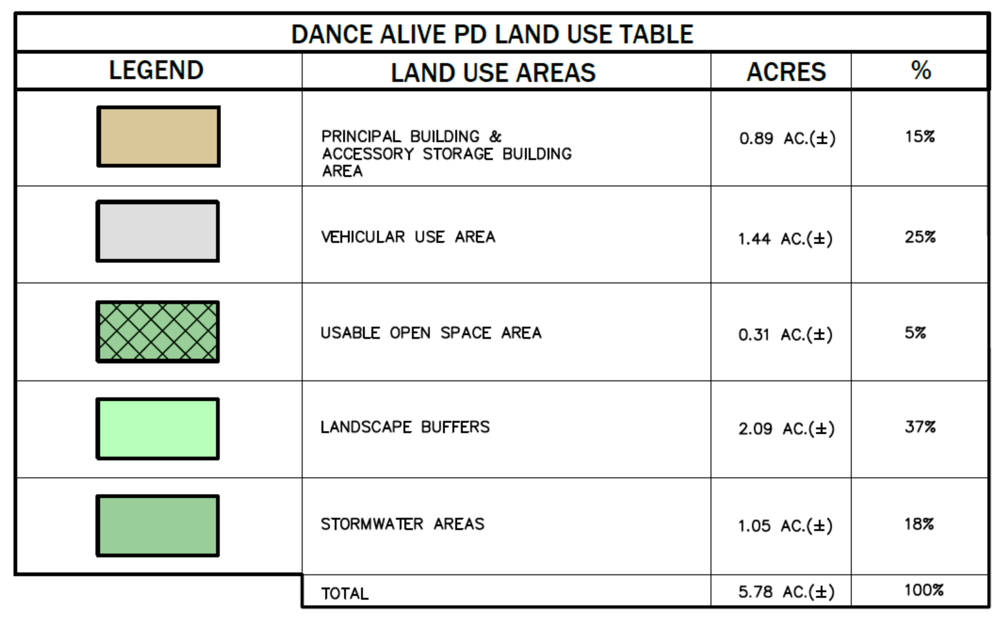 DANCE ALIVE PD LAND USE TABLE
LEGEND LAND USE AREAS ACRES %
PRINCIPAL BUILDING & 0.89 AC.(±) 15%
ACCESSORY STORAGE BUILDING
AREA
VEHICULAR USE AREA 1.44 AC.(±) 25%
USABLE OPEN SPACE AREA 0.31 AC.(±) 5%
LANDSCAPE BUFFERS 2.09 AC.(±) 37%
STORMWATER AREAS 1.05 AC.(±) 18%
TOTAL 5.78 AC.(±) 100%